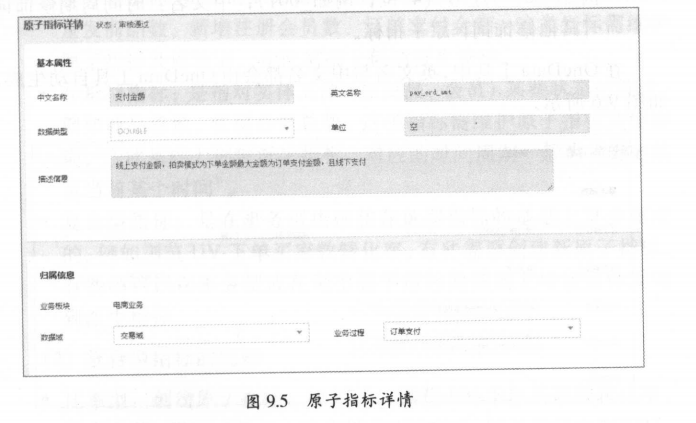 原子指标详情 状态：审核通过
基本属性
中文名称 支付金额 英文名称 pay_ord_amt
数据类型 DOUBLE 单位 空
描述信息 线上支付金额，拍卖模式为下单金额最大金额为订单支付金额，且线下支付
归属信息
业务板块 电商业务
数据域 交易域 业务过程 订单支付
图 9.5 原子指标详情